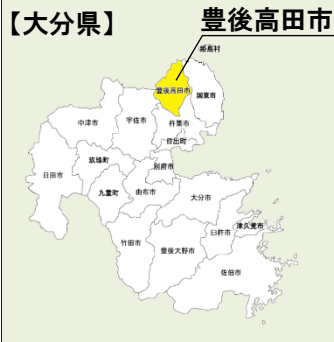 【大分県】
豊後高田市
姫島村
豊後高田市
国東市
中津市
宇佐市
杵築市
日出町
玖珠町
別府市
日田市
九重町
由布市
大分市
津久見市
臼杵市
竹田市
豊後大野市
佐伯市